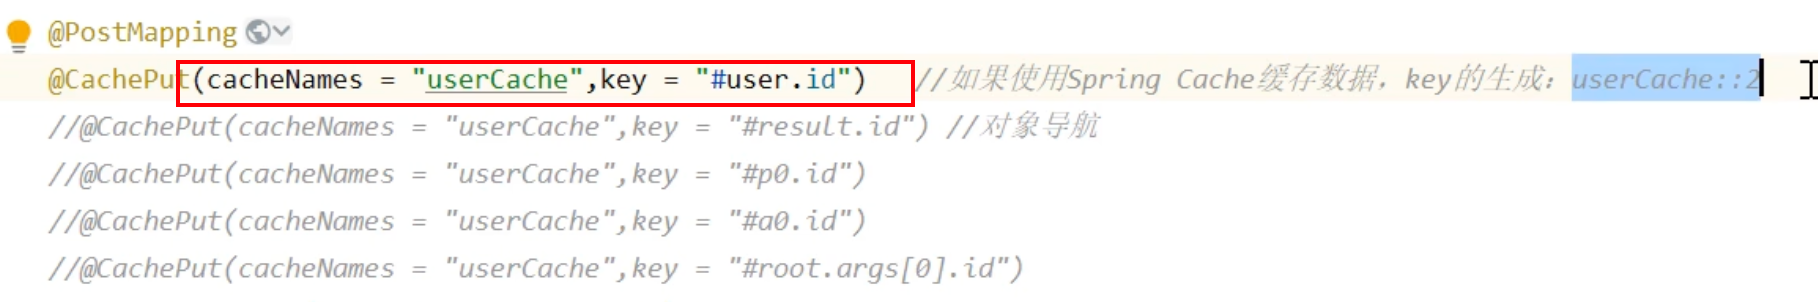 @PostMapping
@CachePut(cacheNames = "userCache",key = "#user.id") //如果使用Spring Cache缓存数据，key的生成：userCache::2
//@CachePut(cacheNames = "userCache",key = "#result.id") //对象导航
//@CachePut(cacheNames = "userCache",key = "#p0.id")
//@CachePut(cacheNames = "userCache",key = "#a0.id")
//@CachePut(cacheNames = "userCache",key = "#root.args[0].id")